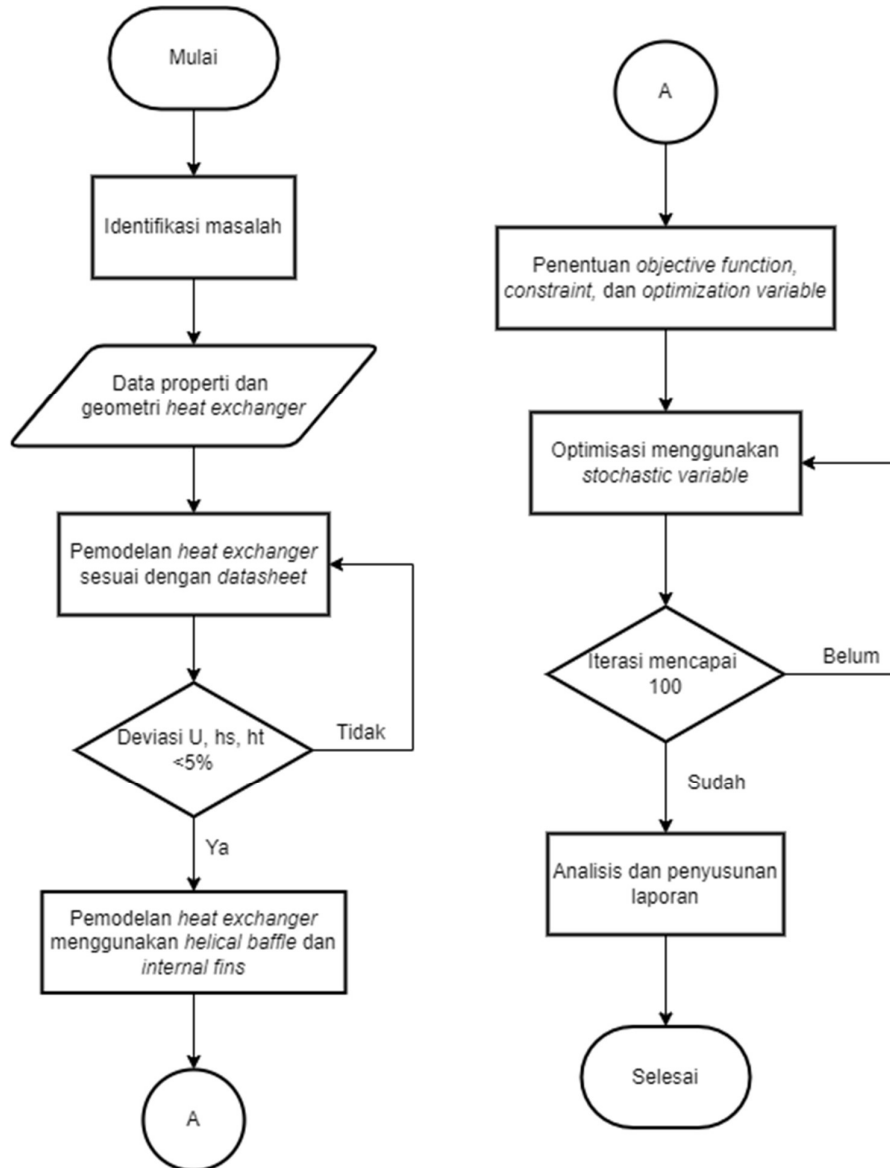 Mulai
Identifikasi masalah
Data properti dan
geometri heat exchanger
Pemodelan heat exchanger
sesuai dengan datasheet
Deviasi U, hs, ht
<5%
Tidak
Ya
Pemodelan heat exchanger
menggunakan helical baffle dan
internal fins
A
A
Penentuan objective function,
constraint, dan optimization variable
Optimisasi menggunakan
stochastic variable
Iterasi mencapai
100
Belum
Sudah
Analisis dan penyusunan
laporan
Selesai